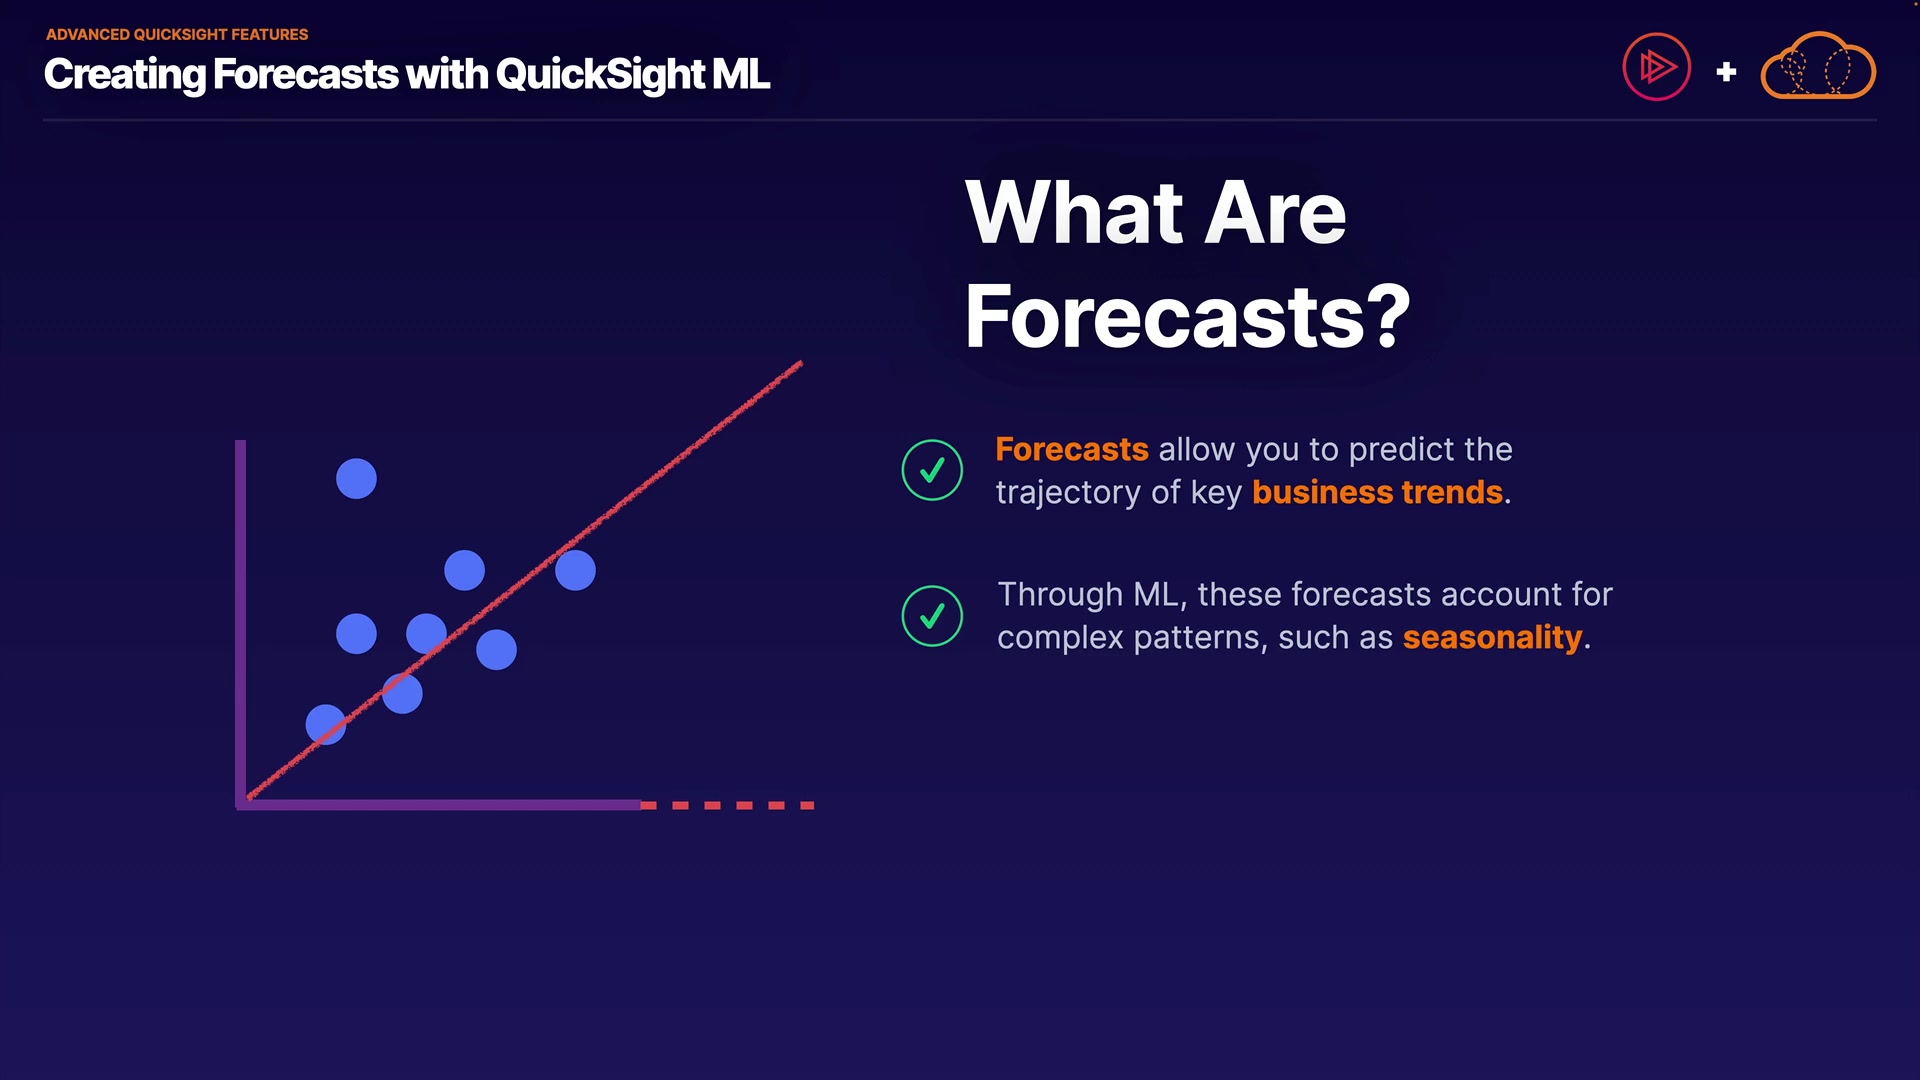 ADVANCED QUICKSIGHT FEATURES
Creating Forecasts with QuickSight ML
+
What Are
Forecasts?
Forecasts allow you to predict the
trajectory of key business trends.
Through ML, these forecasts account for
complex patterns, such as seasonality.